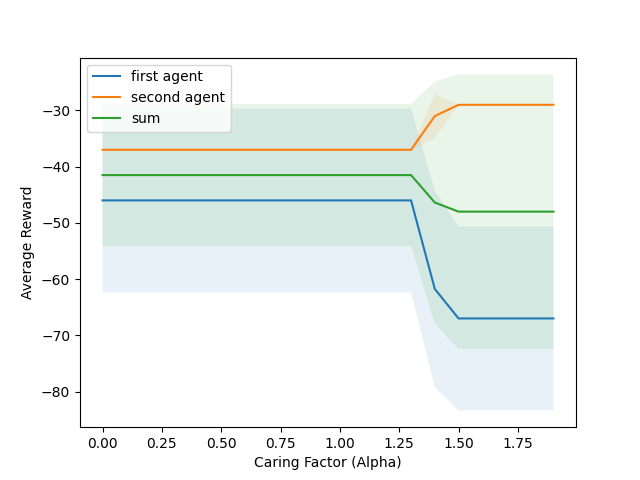 first agent
second agent
sum
−30
−40
−50
−60
−70
−80
Average Reward
0.00 0.25 0.50 0.75 1.00 1.25 1.50 1.75
Caring Factor (Alpha)